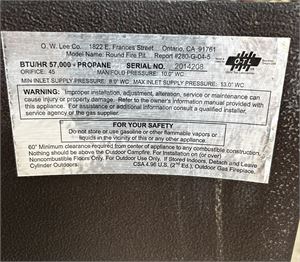 O. W. Lee Co. 1822 E. Frances Street Ontario, CA 91761
Model Name: Round Fire Pit Report #280-G-04-5
O-T L
BTU/HR 57,000 - PROPANE SERIAL NO. 2014208
ORIFICE: 45 MANIFOLD PRESSURE: 10.0" WC
MIN INLET SUPPLY PRESS: 8.0" WC MAX INLET SUPPLY PRESS: 13.0" WC
WARNING: Improper installation, adjustment, alteration, service or maintenance can
cause injury or property damage. Refer to the owners information manual provided with
this appliance. For assistance or additional information consult a qualified installer,
service agency or the gas supplier.
FOR YOUR SAFETY
Do not store or use gasoline or other flammable vapors or
liquids in the vicinity of this or any other appliance.
60" Minimum clearance required from center of appliance to any combustible construction.
Nothing should be above the Outdoor Campfire. For Installation on
Noncombustible Floors Only. For Outdoor Use Only. If Stored Indoors, Detach and Leave
Cylinder Outdoors. CSA 4.96 U.S, (2nd Ed.); Outdoor Gas Fireplace.